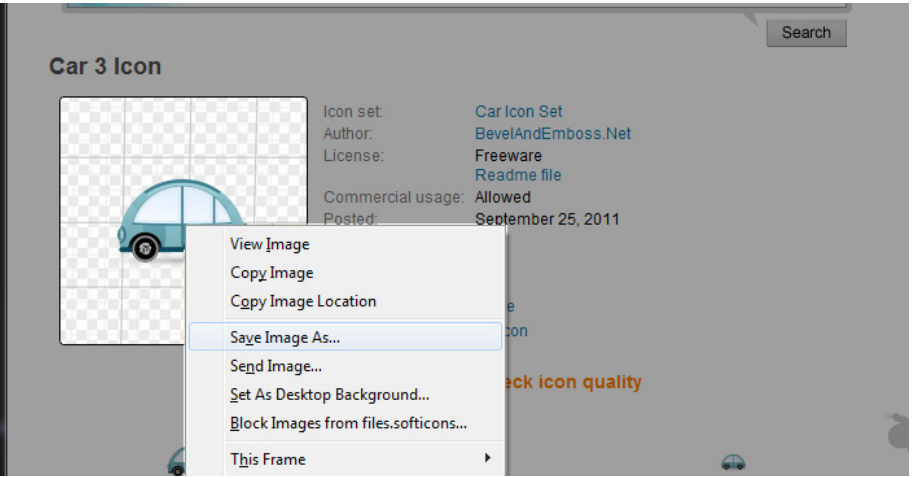 Search
Car 3 Icon
Icon set: Car Icon Set
Author: BevelAndEmboss.Net
License: Freeware
Readme file
Commercial usage: Allowed
Posted: September 25, 2011
View Image
Copy Image
Copy Image Location
Save Image As...
Send Image...
Set As Desktop Background...
Block Images from files.softicons...
This Frame
icon quality